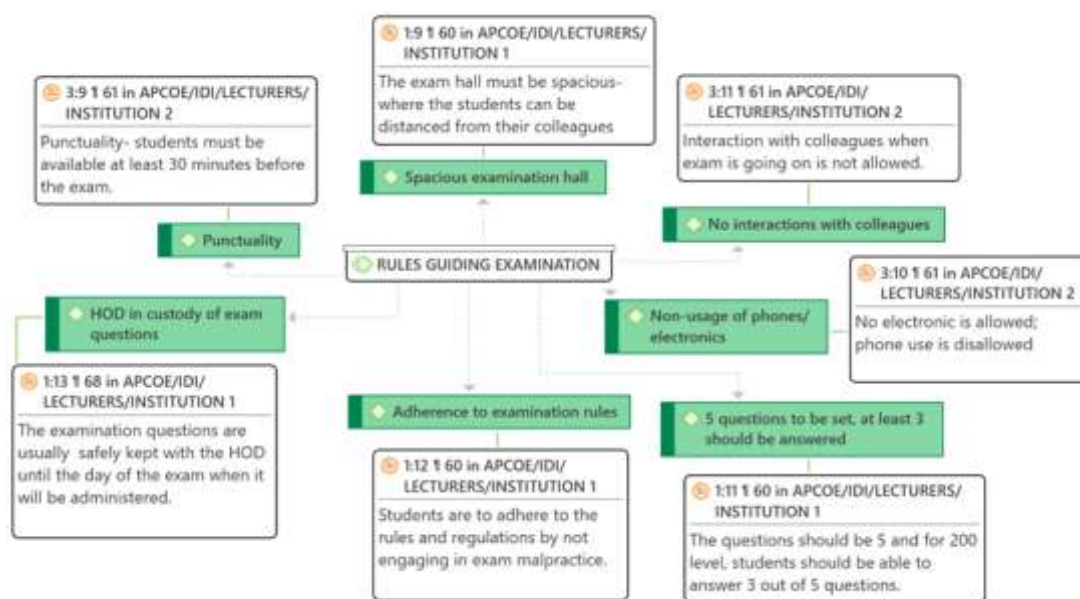 1:9 ¶ 60 in APCOE/IDI/LECTURERS/
INSTITUTION 1
The exam hall must be spacious-
where the students can be
distanced from their colleagues
3:9 ¶ 61 in APCOE/IDI/LECTURERS/
INSTITUTION 2
Punctuality- students must be
available at least 30 minutes before
the exam.
3:11 ¶ 61 in APCOE/IDI/
LECTURERS/INSTITUTION 2
Interaction with colleagues when
exam is going on is not allowed.
Spacious examination hall
No interactions with colleagues
Punctuality
RULES GUIDING EXAMINATION
3:10 ¶ 61 in APCOE/IDI/
LECTURERS/INSTITUTION 2
No electronic is allowed;
phone use is disallowed
HOD in custody of exam
questions
Non-usage of phones/
electronics
1:13 ¶ 68 in APCOE/IDI/
LECTURERS/INSTITUTION 1
The examination questions are
usually safely kept with the HOD
until the day of the exam when it
will be administered.
Adherence to examination rules
5 questions to be set, at least 3
should be answered
1:12 ¶ 60 in APCOE/IDI/
LECTURERS/INSTITUTION 1
Students are to adhere to the
rules and regulations by not
engaging in exam malpractice.
1:11 ¶ 60 in APCOE/IDI/LECTURERS/
INSTITUTION 1
The questions should be 5 and for 200
level, students should be able to
answer 3 out of 5 questions.